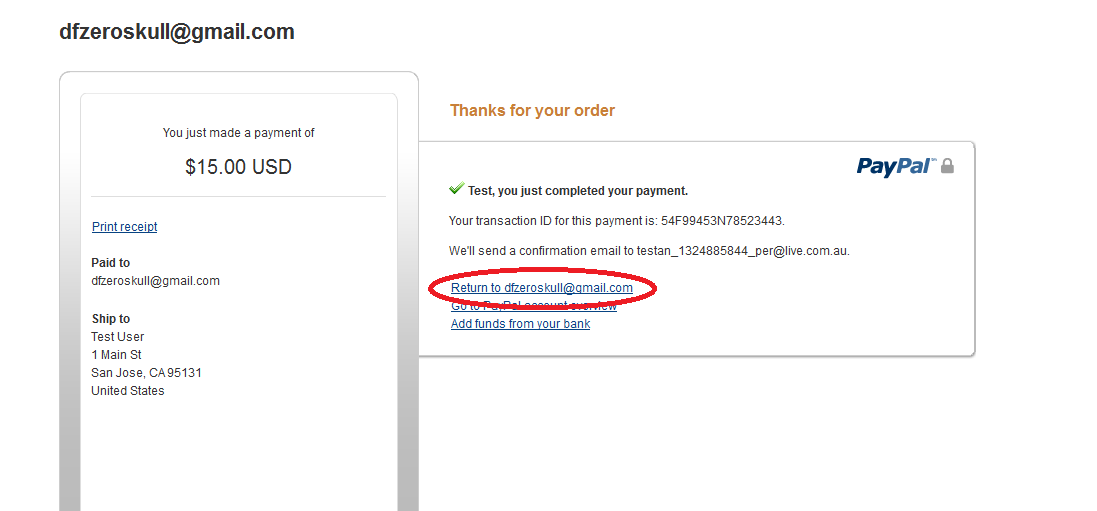 dfzeroskull@gmail.com
You just made a payment of
$15.00 USD
Print receipt
Paid to
dfzeroskull@gmail.com
Ship to
Test User
1 Main St
San Jose, CA 95131
United States
Thanks for your order
PayPal™
Test, you just completed your payment.
Your transaction ID for this payment is: 54F99453N78523443.
We'll send a confirmation email to testan_1324885844_per@live.com.au.
Return to dfzeroskull@gmail.com
Go to PayPal account overview
Add funds from your bank